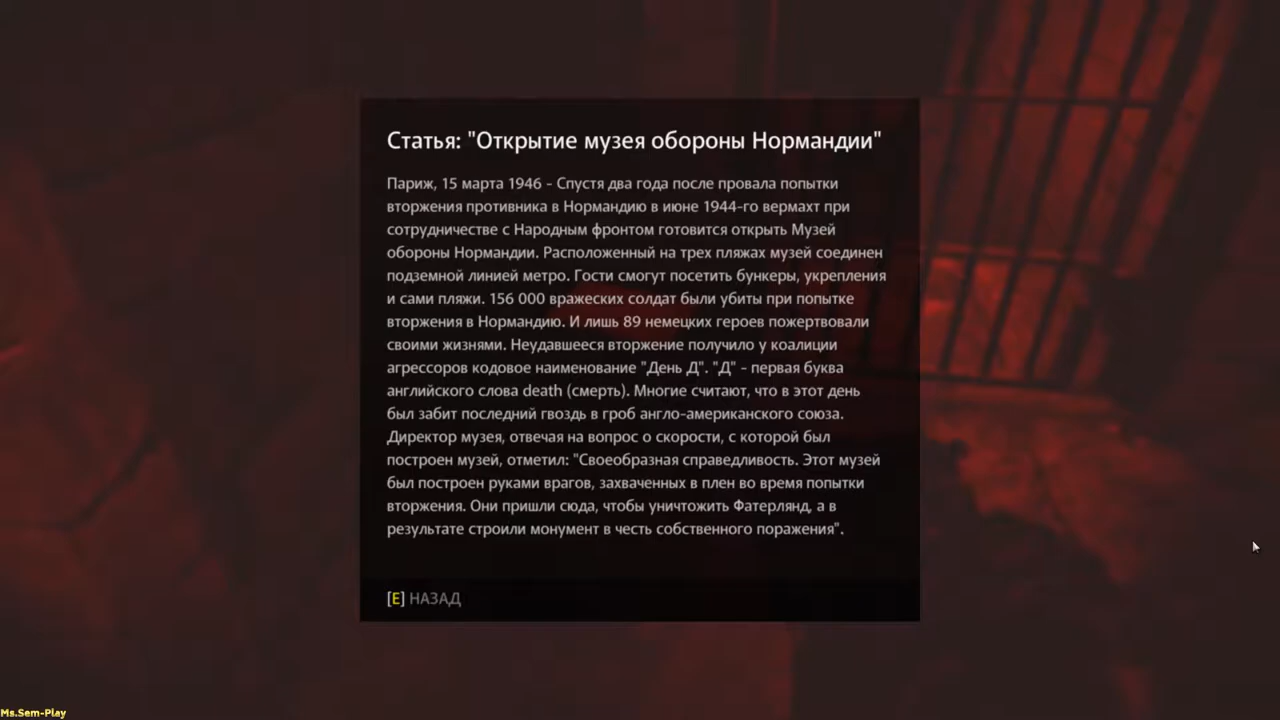 Статья: "Открытие музея обороны Нормандии"
Париж, 15 марта 1946 - Спустя два года после провала попытки
вторжения противника в Нормандию в июне 1944-го вермахт при
сотрудничестве с Народным фронтом готовится открыть Музей
обороны Нормандии. Расположенный на трех пляжах музей соединен
подземной линией метро. Гости смогут посетить бункеры, укрепления
и сами пляжи. 156 000 вражеских солдат были убиты при попытке
вторжения в Нормандию. И лишь 89 немецких героев пожертвовали
своими жизнями. Неудавшееся вторжение получило у коалиции
агрессоров кодовое наименование "День Д". "Д" - первая буква
английского слова death (смерть). Многие считают, что в этот день
был забит последний гвоздь в гроб англо-американского союза.
Директор музея, отвечая на вопрос о скорости, с которой был
построен музей, отметил: "Своеобразная справедливость. Этот музей
был построен руками врагов, захваченных в плен во время попытки
вторжения. Они пришли сюда, чтобы уничтожить Фатерлянд, а в
результате строили монумент в честь собственного поражения".
[E] НАЗАД
Ms.Sem-Play